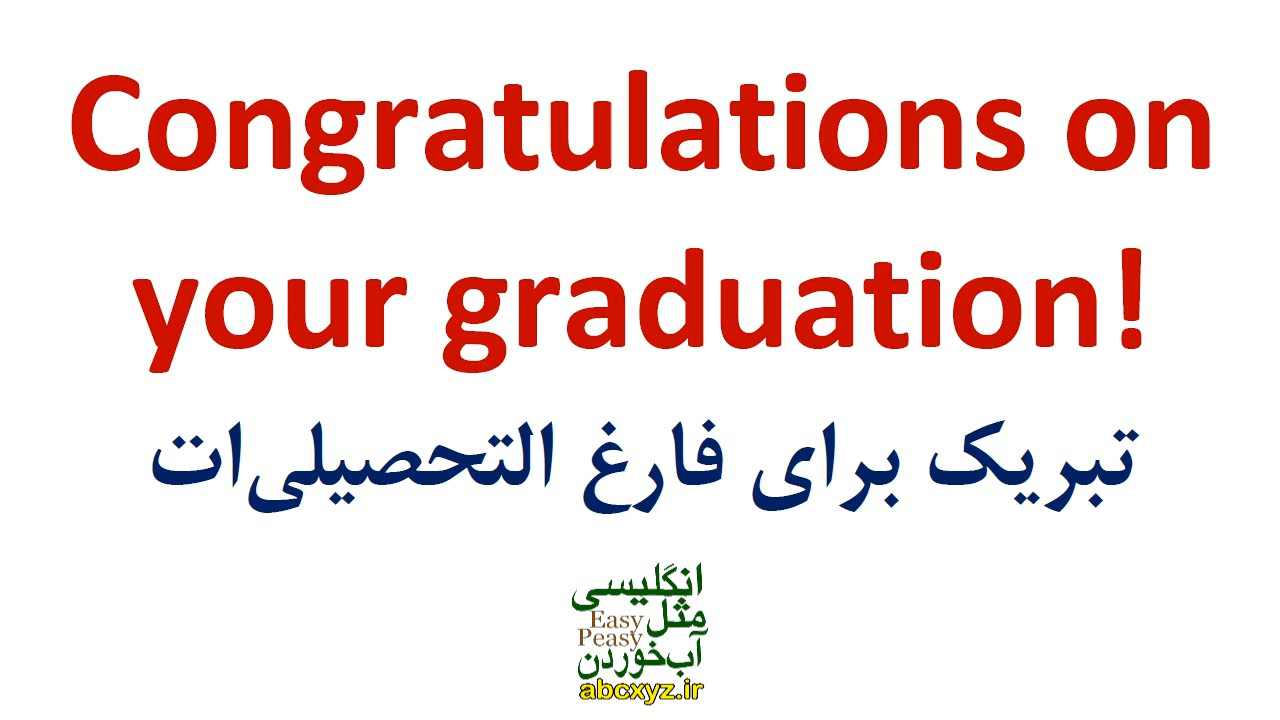 Congratulations on
your graduation!
تبریک برای فارغ التحصیلی‌ات
انگلیسی
مثل
Easy
Peasy
آب‌خوردن
abcxyz.ir